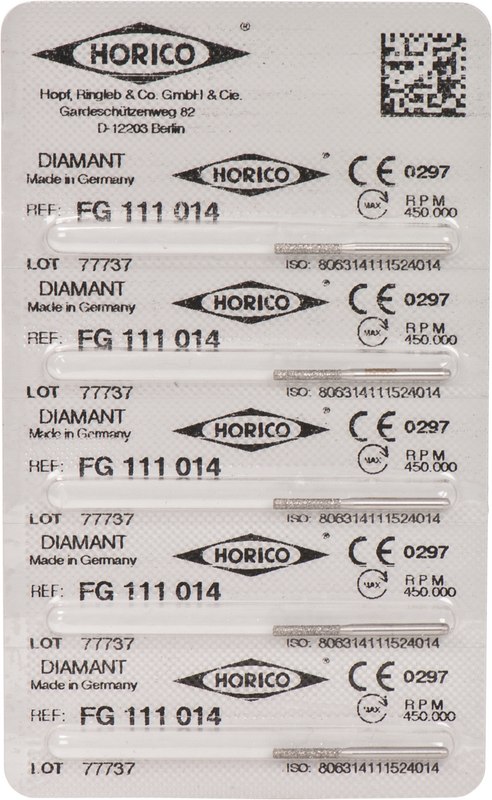 HORICO ®
Hopf, Ringleb & Co. GmbH & Cie.
Gardeschützenweg 82
D-12203 Berlin
DIAMANT HORICO ® CE 0297
Made in Germany
REF: FG 111 014 MAX RPM 450.000
LOT 77737 ISO: 806314111524014
DIAMANT HORICO ® CE 0297
Made in Germany
REF: FG 111 014 MAX RPM 450.000
LOT 77737 ISO: 806314111524014
DIAMANT HORICO ® CE 0297
Made in Germany
REF: FG 111 014 MAX RPM 450.000
LOT 77737 ISO: 806314111524014
DIAMANT HORICO ® CE 0297
Made in Germany
REF: FG 111 014 MAX RPM 450.000
LOT 77737 ISO: 806314111524014
DIAMANT HORICO ® CE 0297
Made in Germany
REF: FG 111 014 MAX RPM 450.000
LOT 77737 ISO: 806314111524014